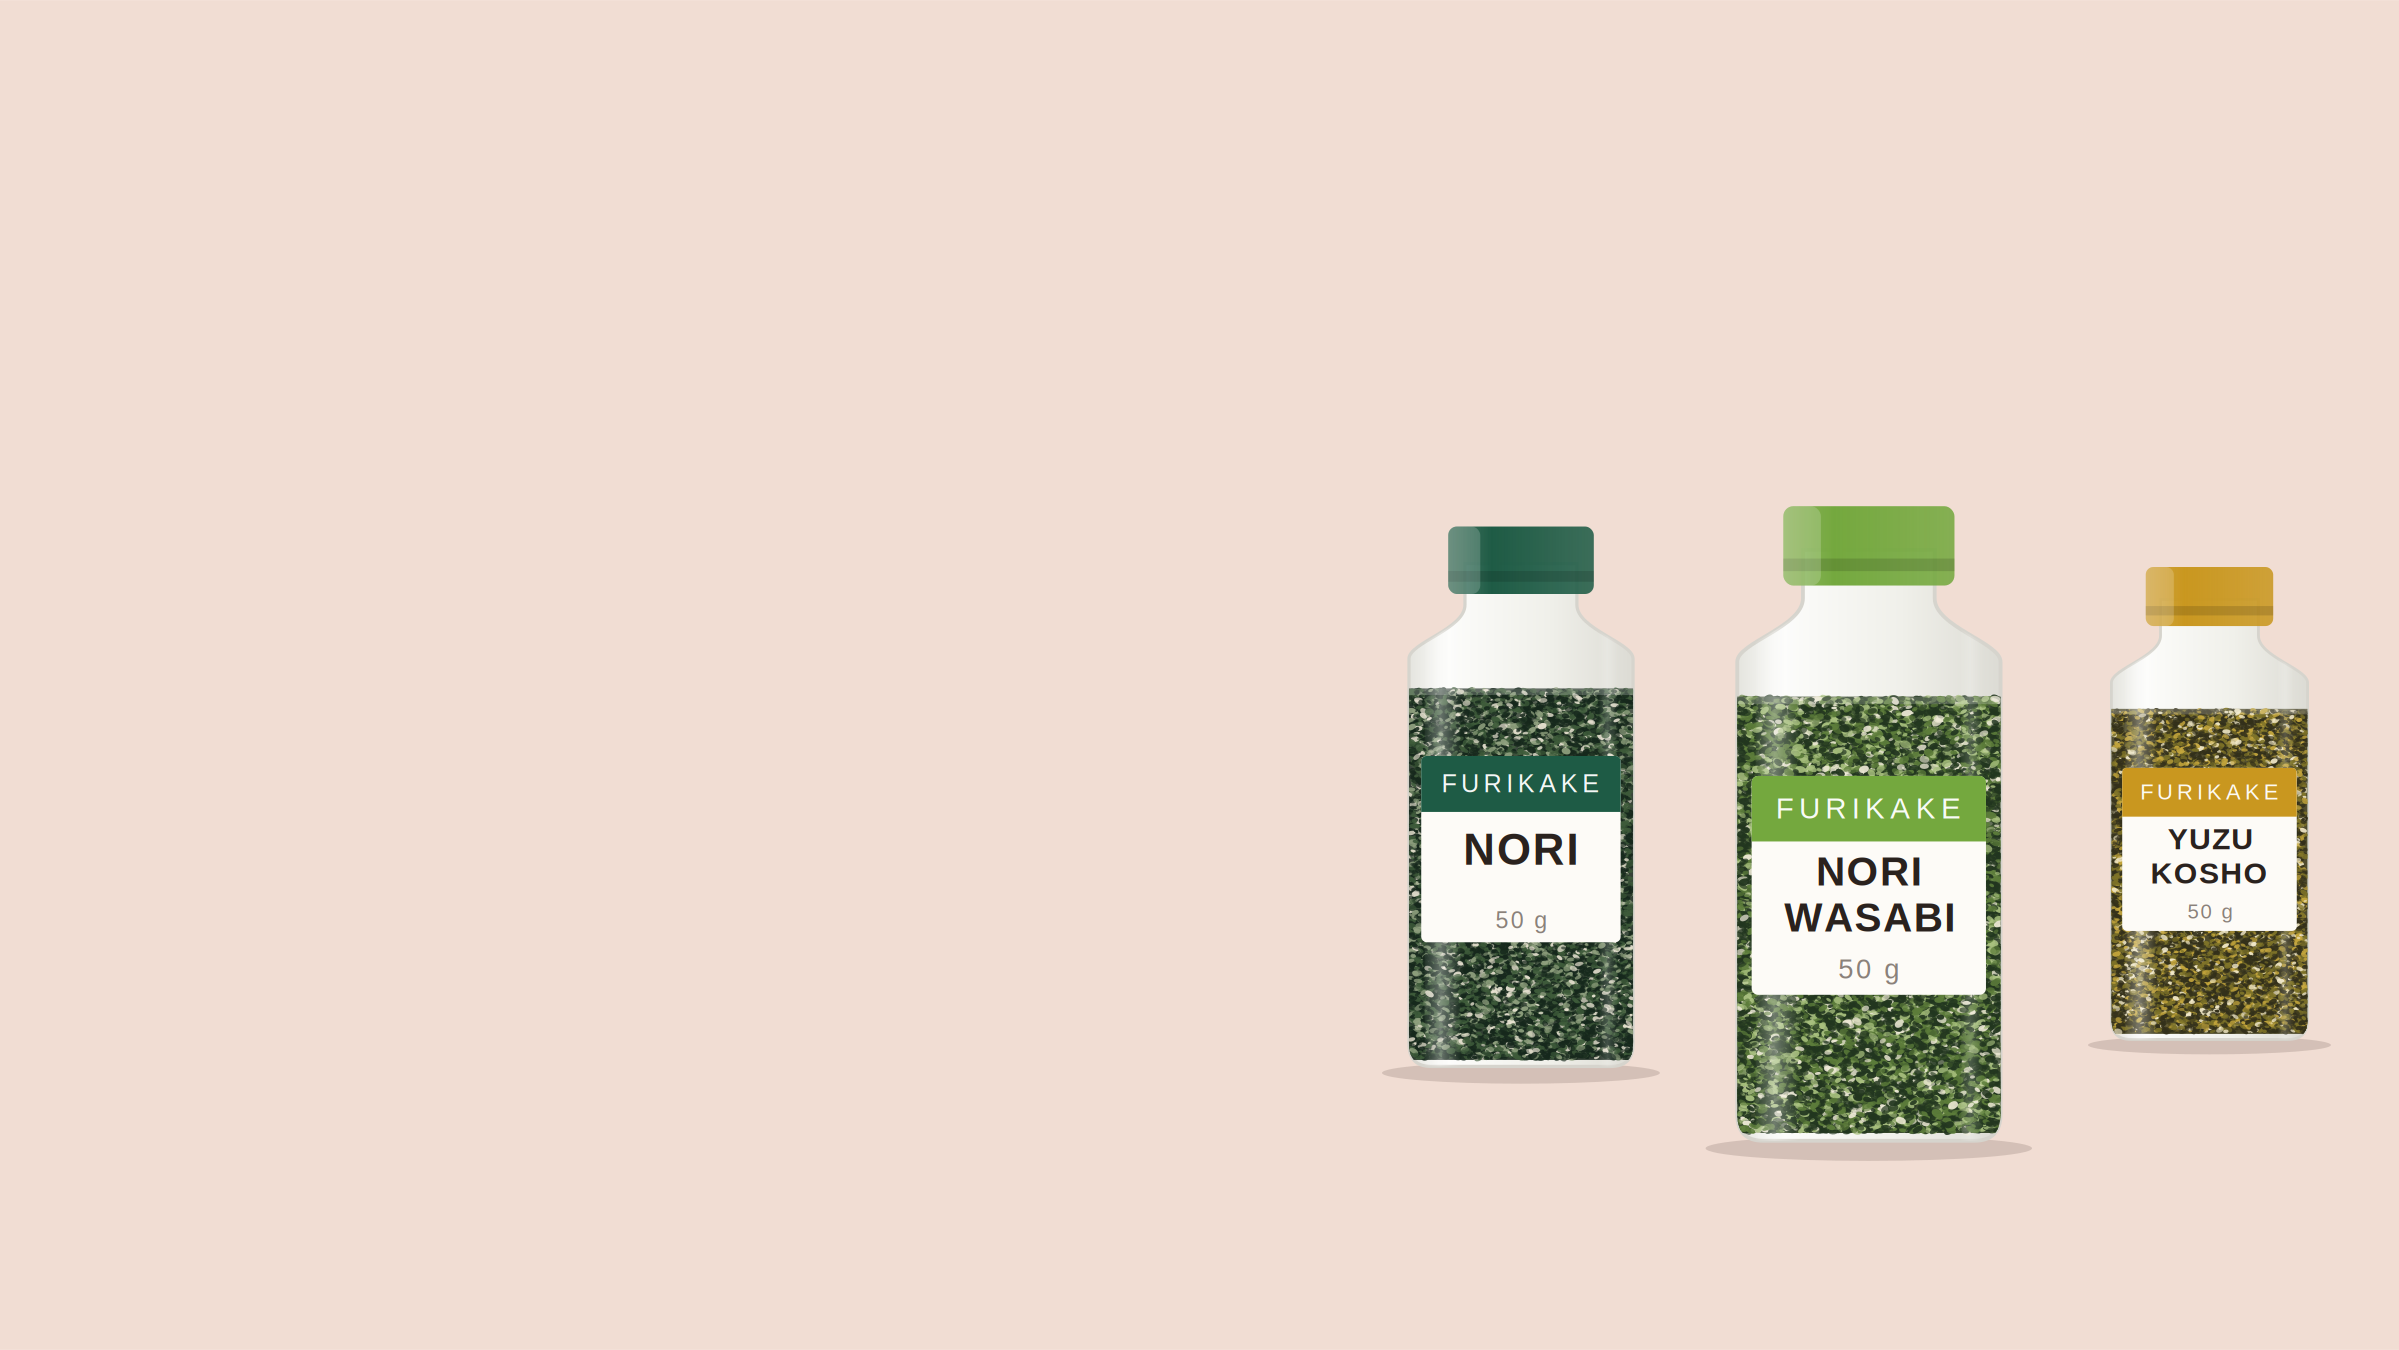 FURIKAKE
NORI
50 g
FURIKAKE
NORI
WASABI
50 g
FURIKAKE
YUZU
KOSHO
50 g